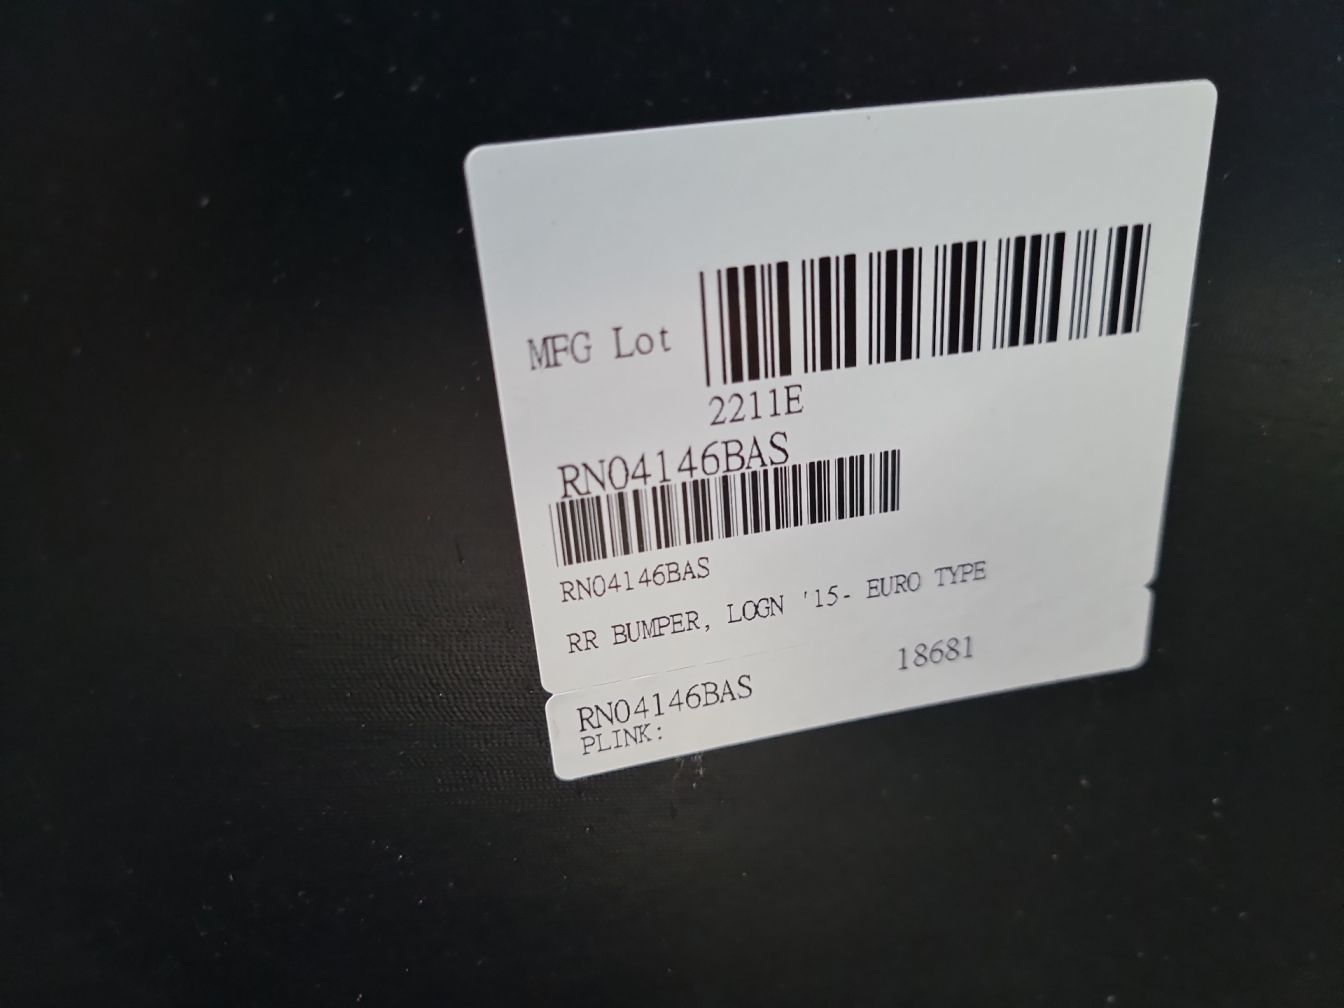 MFG Lot
2211E
RN04146BAS
RN04146BAS
RR BUMPER, LOGN '15- EURO TYPE
18681
RN04146BAS
PLINK: